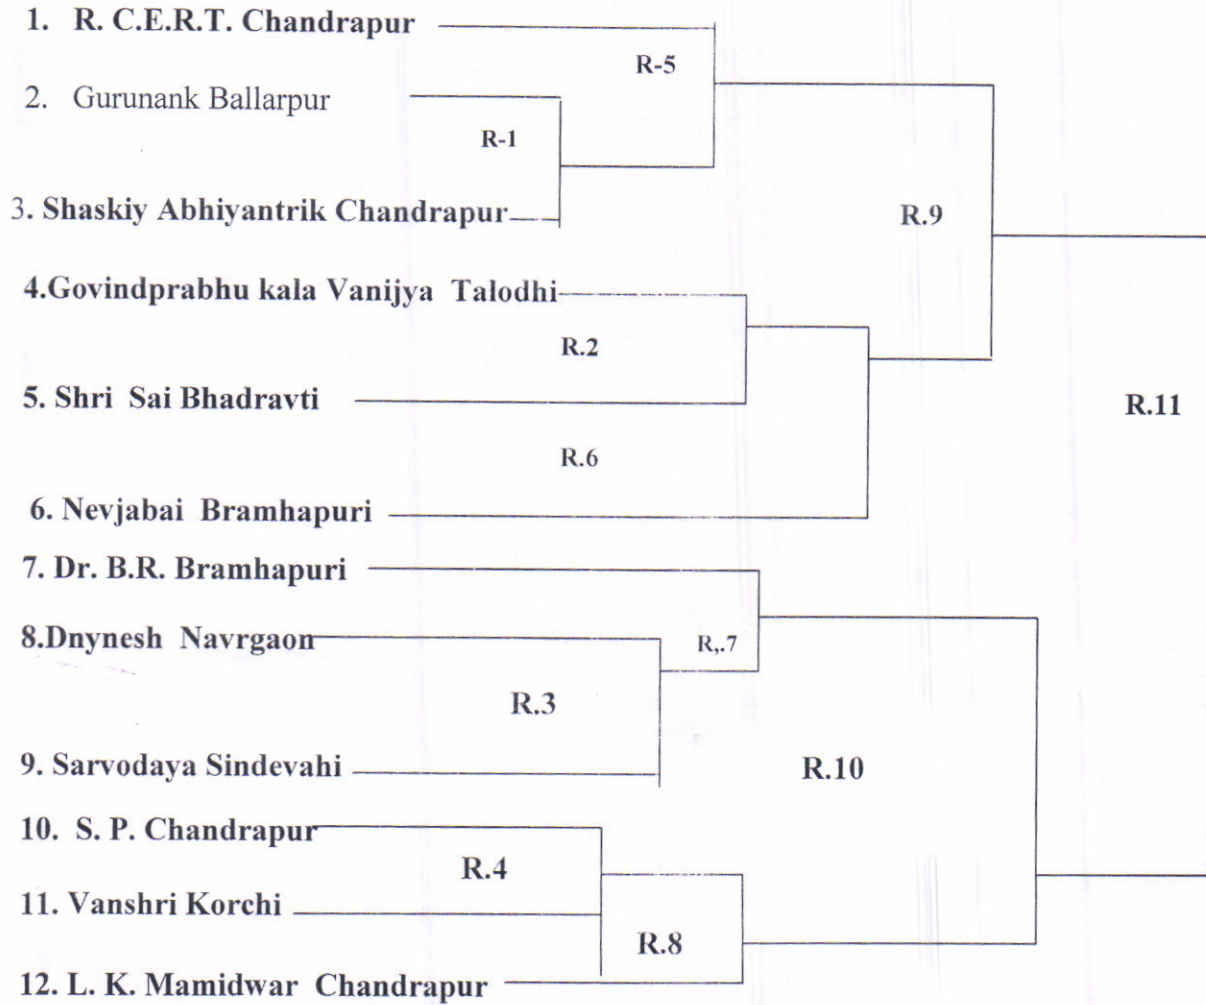 1. R. C.E.R.T. Chandrapur
R-5
2. Gurunank Ballarpur
R-1
3. Shaskiy Abhiyantrik Chandrapur
R.9
4.Govindprabhu kala Vanijya Talodhi
R.2
5. Shri Sai Bhadravti
R.11
R.6
6. Nevjabai Bramhapuri
7. Dr. B.R. Bramhapuri
8.Dnynesh Navrgaon
R,.7
R.3
9. Sarvodaya Sindevahi
R.10
10. S. P. Chandrapur
R.4
11. Vanshri Korchi
R.8
12. L. K. Mamidwar Chandrapur